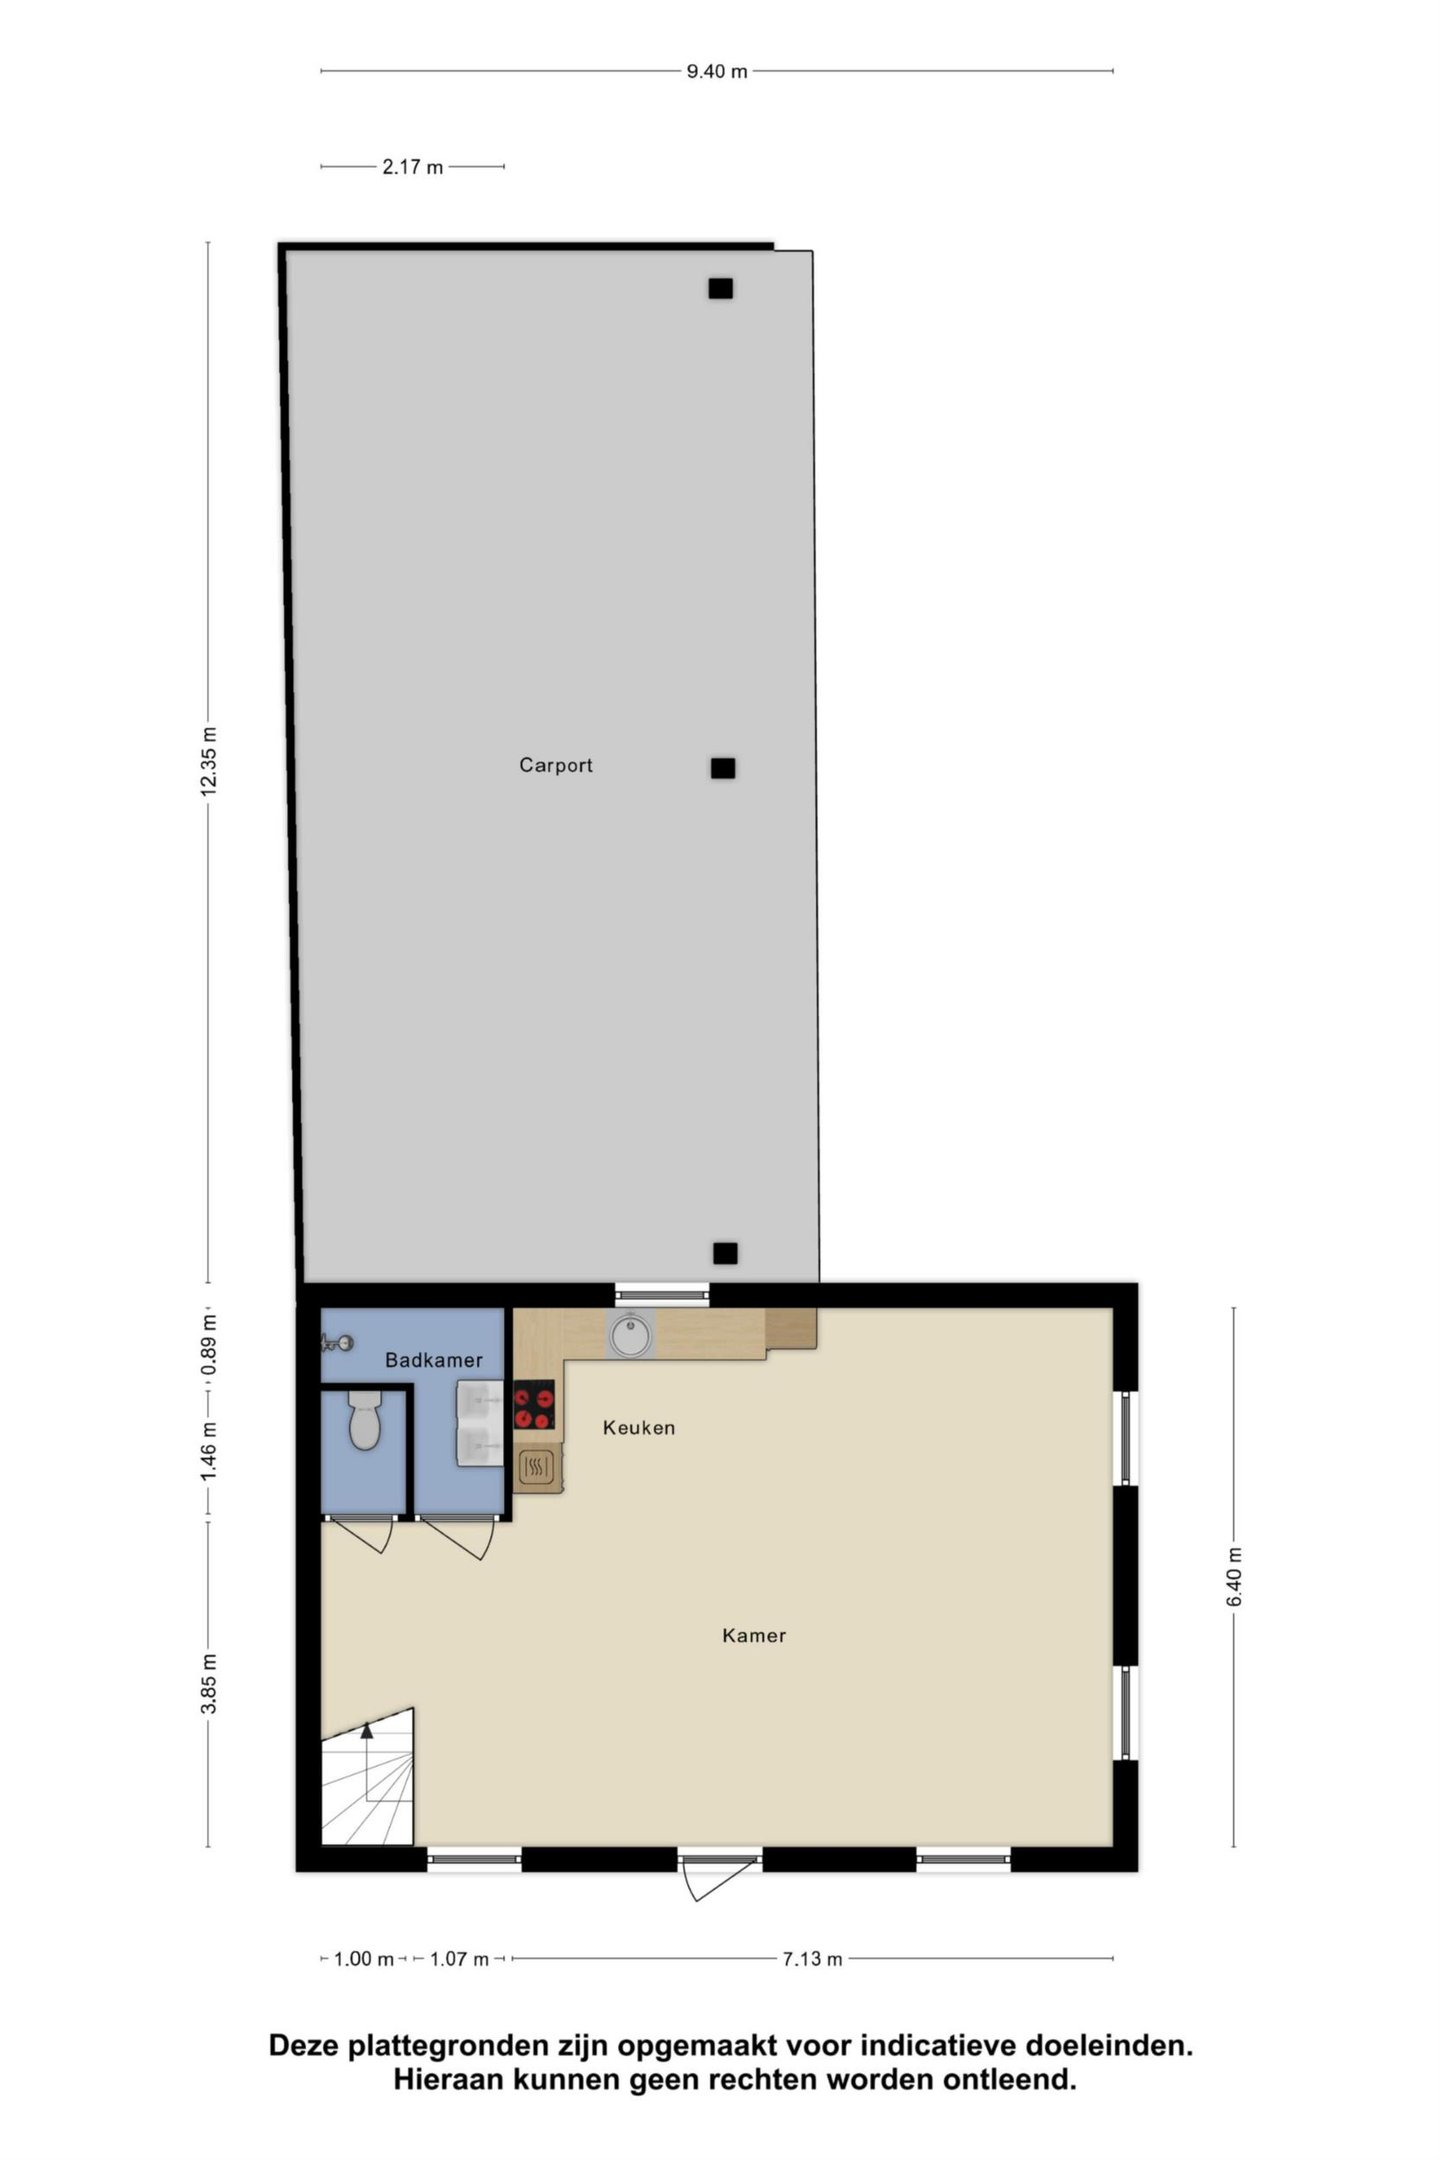 9.40 m
2.17 m
12.35 m
Carport
0.89 m
Badkamer
1.46 m
Keuken
6.40 m
Kamer
3.85 m
1.00 m
1.07 m
7.13 m
Deze plattegronden zijn opgemaakt voor indicatieve doeleinden.
Hieraan kunnen geen rechten worden ontleend.